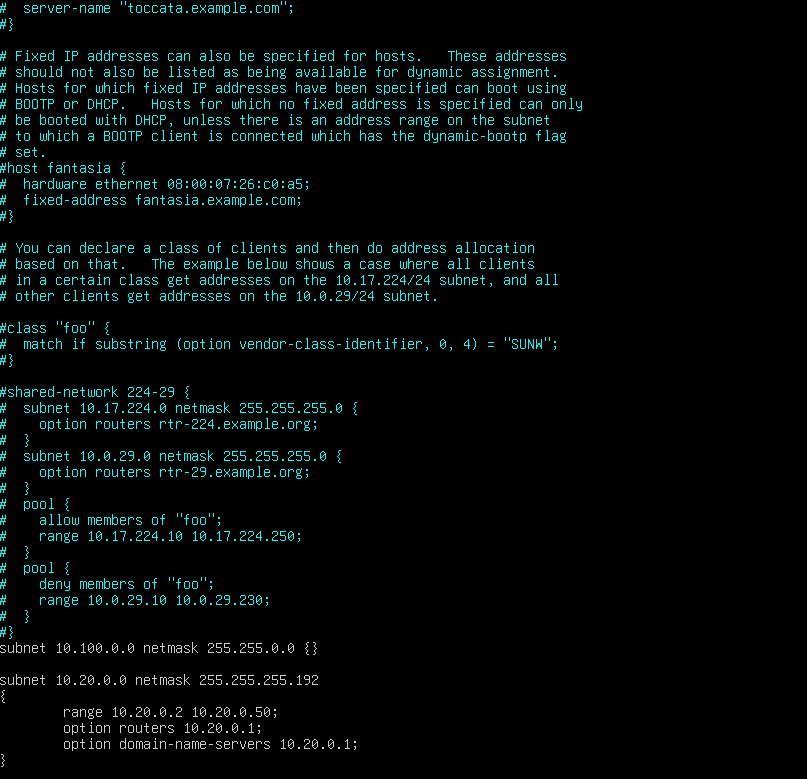 #  server-name "toccata.example.com";
#}

# Fixed IP addresses can also be specified for hosts.   These addresses
# should not also be listed as being available for dynamic assignment.
# Hosts for which fixed IP addresses have been specified can boot using
# BOOTP or DHCP.   Hosts for which no fixed address is specified can only
# be booted with DHCP, unless there is an address range on the subnet
# to which a BOOTP client is connected which has the dynamic-bootp flag
# set.
#host fantasia {
#  hardware ethernet 08:00:07:26:c0:a5;
#  fixed-address fantasia.example.com;
#}

# You can declare a class of clients and then do address allocation
# based on that.   The example below shows a case where all clients
# in a certain class get addresses on the 10.17.224/24 subnet, and all
# other clients get addresses on the 10.0.29/24 subnet.

#class "foo" {
#  match if substring (option vendor-class-identifier, 0, 4) = "SUNW";
#}

#shared-network 224-29 {
#  subnet 10.17.224.0 netmask 255.255.255.0 {
#    option routers rtr-224.example.org;
#  }
#  subnet 10.0.29.0 netmask 255.255.255.0 {
#    option routers rtr-29.example.org;
#  }
#  pool {
#    allow members of "foo";
#    range 10.17.224.10 10.17.224.250;
#  }
#  pool {
#    deny members of "foo";
#    range 10.0.29.10 10.0.29.230;
#  }
#}
subnet 10.100.0.0 netmask 255.255.0.0 {}

subnet 10.20.0.0 netmask 255.255.255.192
{
        range 10.20.0.2 10.20.0.50;
        option routers 10.20.0.1;
        option domain-name-servers 10.20.0.1;
}